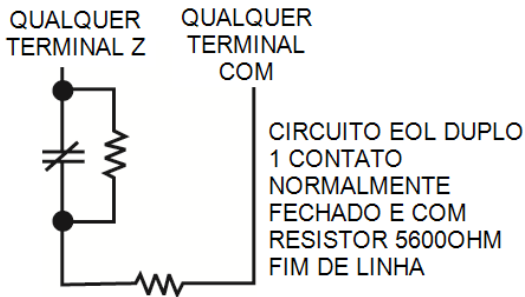 QUALQUER
TERMINAL Z
QUALQUER
TERMINAL
COM
CIRCUITO EOL DUPLO
1 CONTATO
NORMALMENTE
FECHADO E COM
RESISTOR 5600OHM
FIM DE LINHA